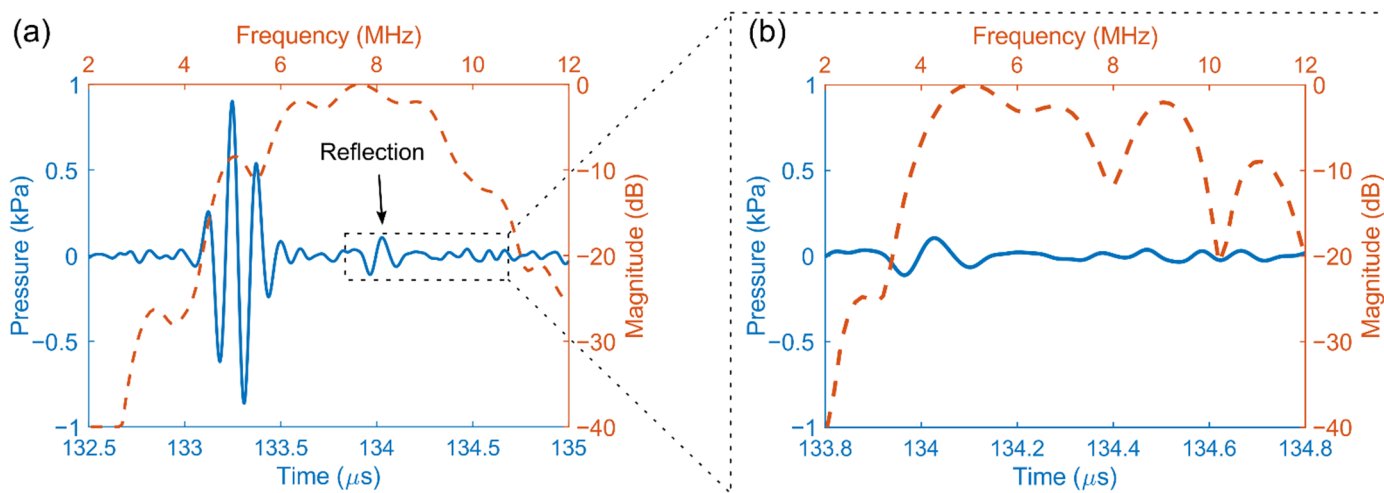 (a)
Frequency (MHz)
2 4 6 8 10 12
1 0.5 0 −0.5 −1
Pressure (kPa)
Reflection
0 −10 −20 −30 −40
Magnitude (dB)
132.5 133 133.5 134 134.5 135
Time (μs)
(b)
Frequency (MHz)
2 4 6 8 10 12
1 0.5 0 −0.5 −1
Pressure (kPa)
0 −10 −20 −30 −40
Magnitude (dB)
133.8 134 134.2 134.4 134.6 134.8
Time (μs)